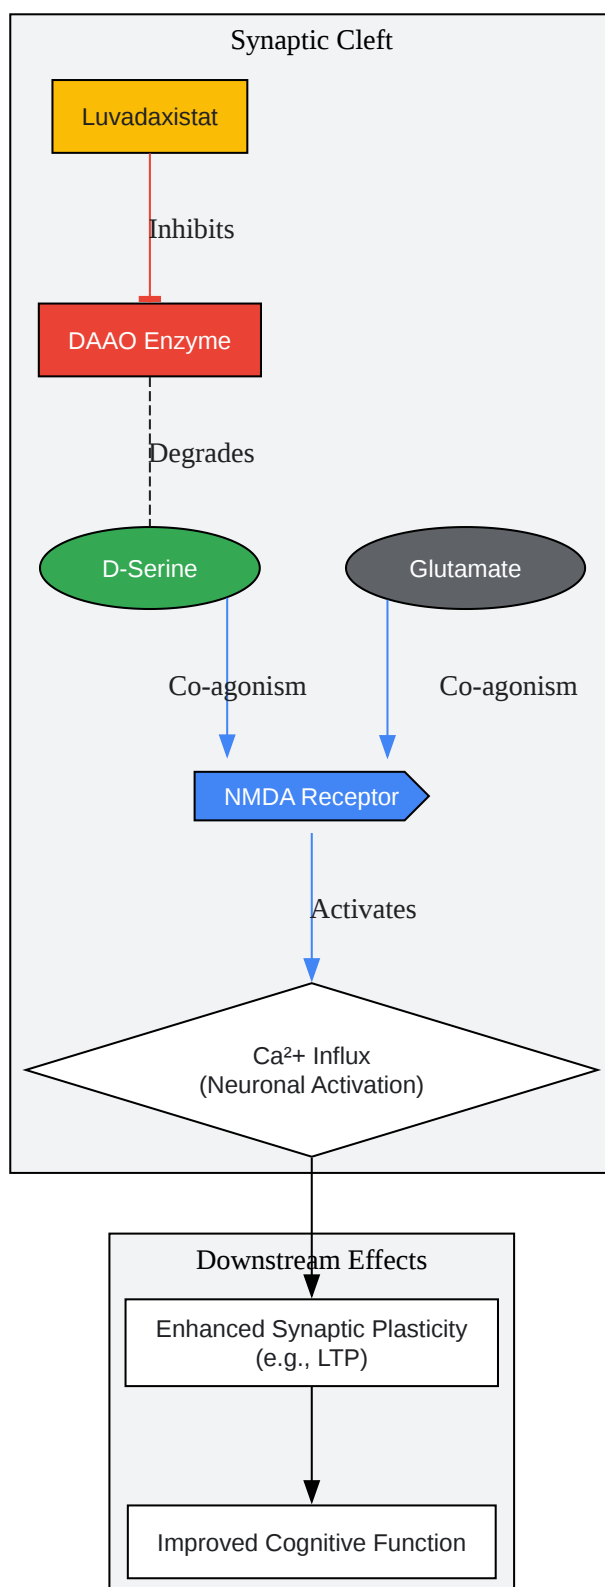 Synaptic Cleft
Luvadaxistat
Inhibits
DAAO Enzyme
Degrades
D-Serine
Glutamate
Co-agonism
Co-agonism
NMDA Receptor
Activates
Ca²+ Influx
(Neuronal Activation)
Downstream Effects
Enhanced Synaptic Plasticity
(e.g., LTP)
Improved Cognitive Function